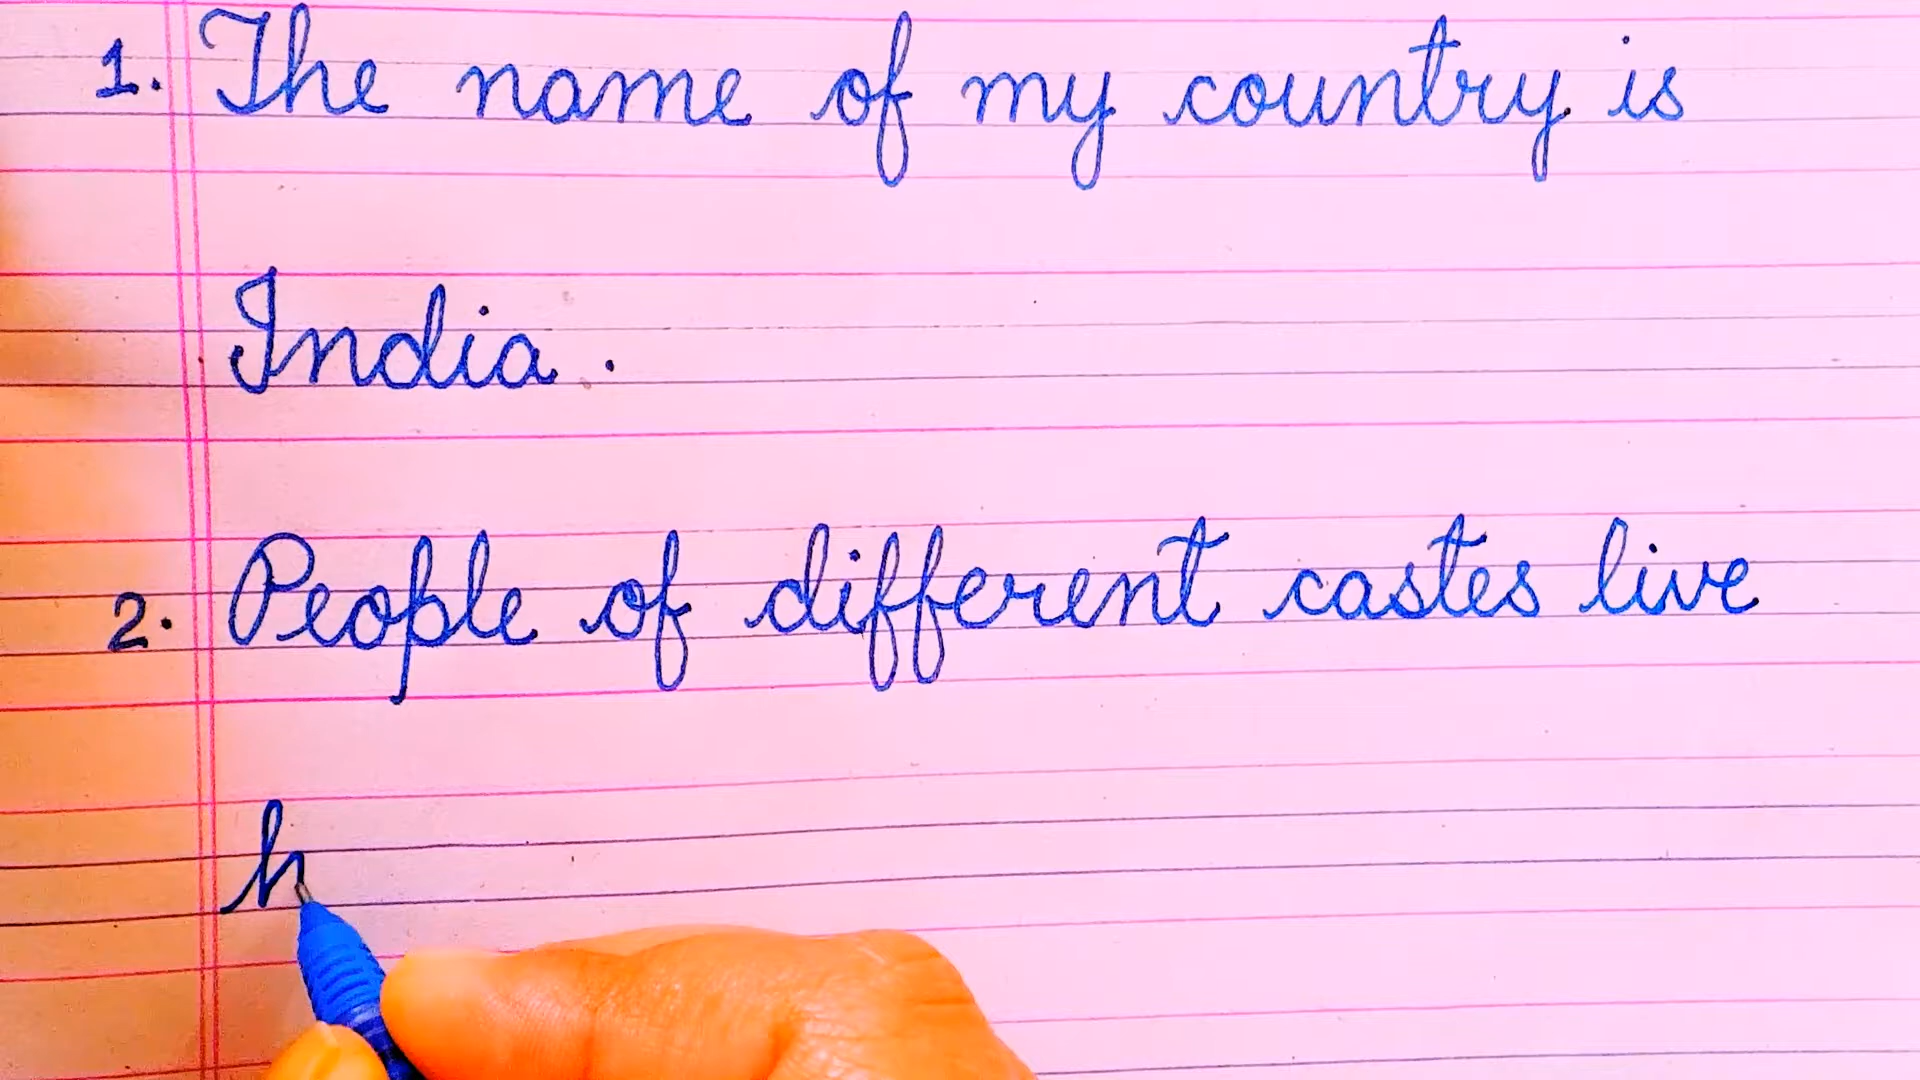 1. The name of my country is
India.
2. People of different castes live
h